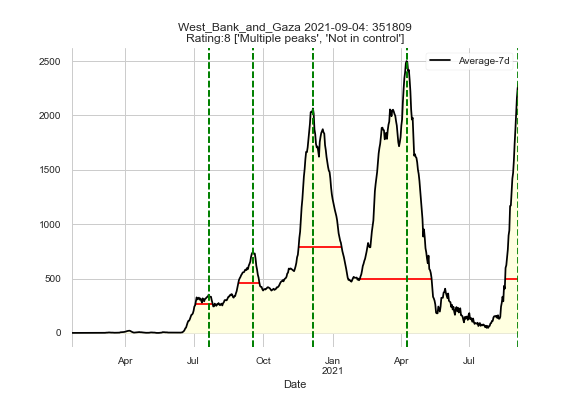 West_Bank_and_Gaza 2021-09-04: 351809
Rating:8 ['Multiple peaks', 'Not in control']
Average-7d
2500
2000
1500
1000
500
0
Apr Jul Oct Jan Apr Jul
2021
Date